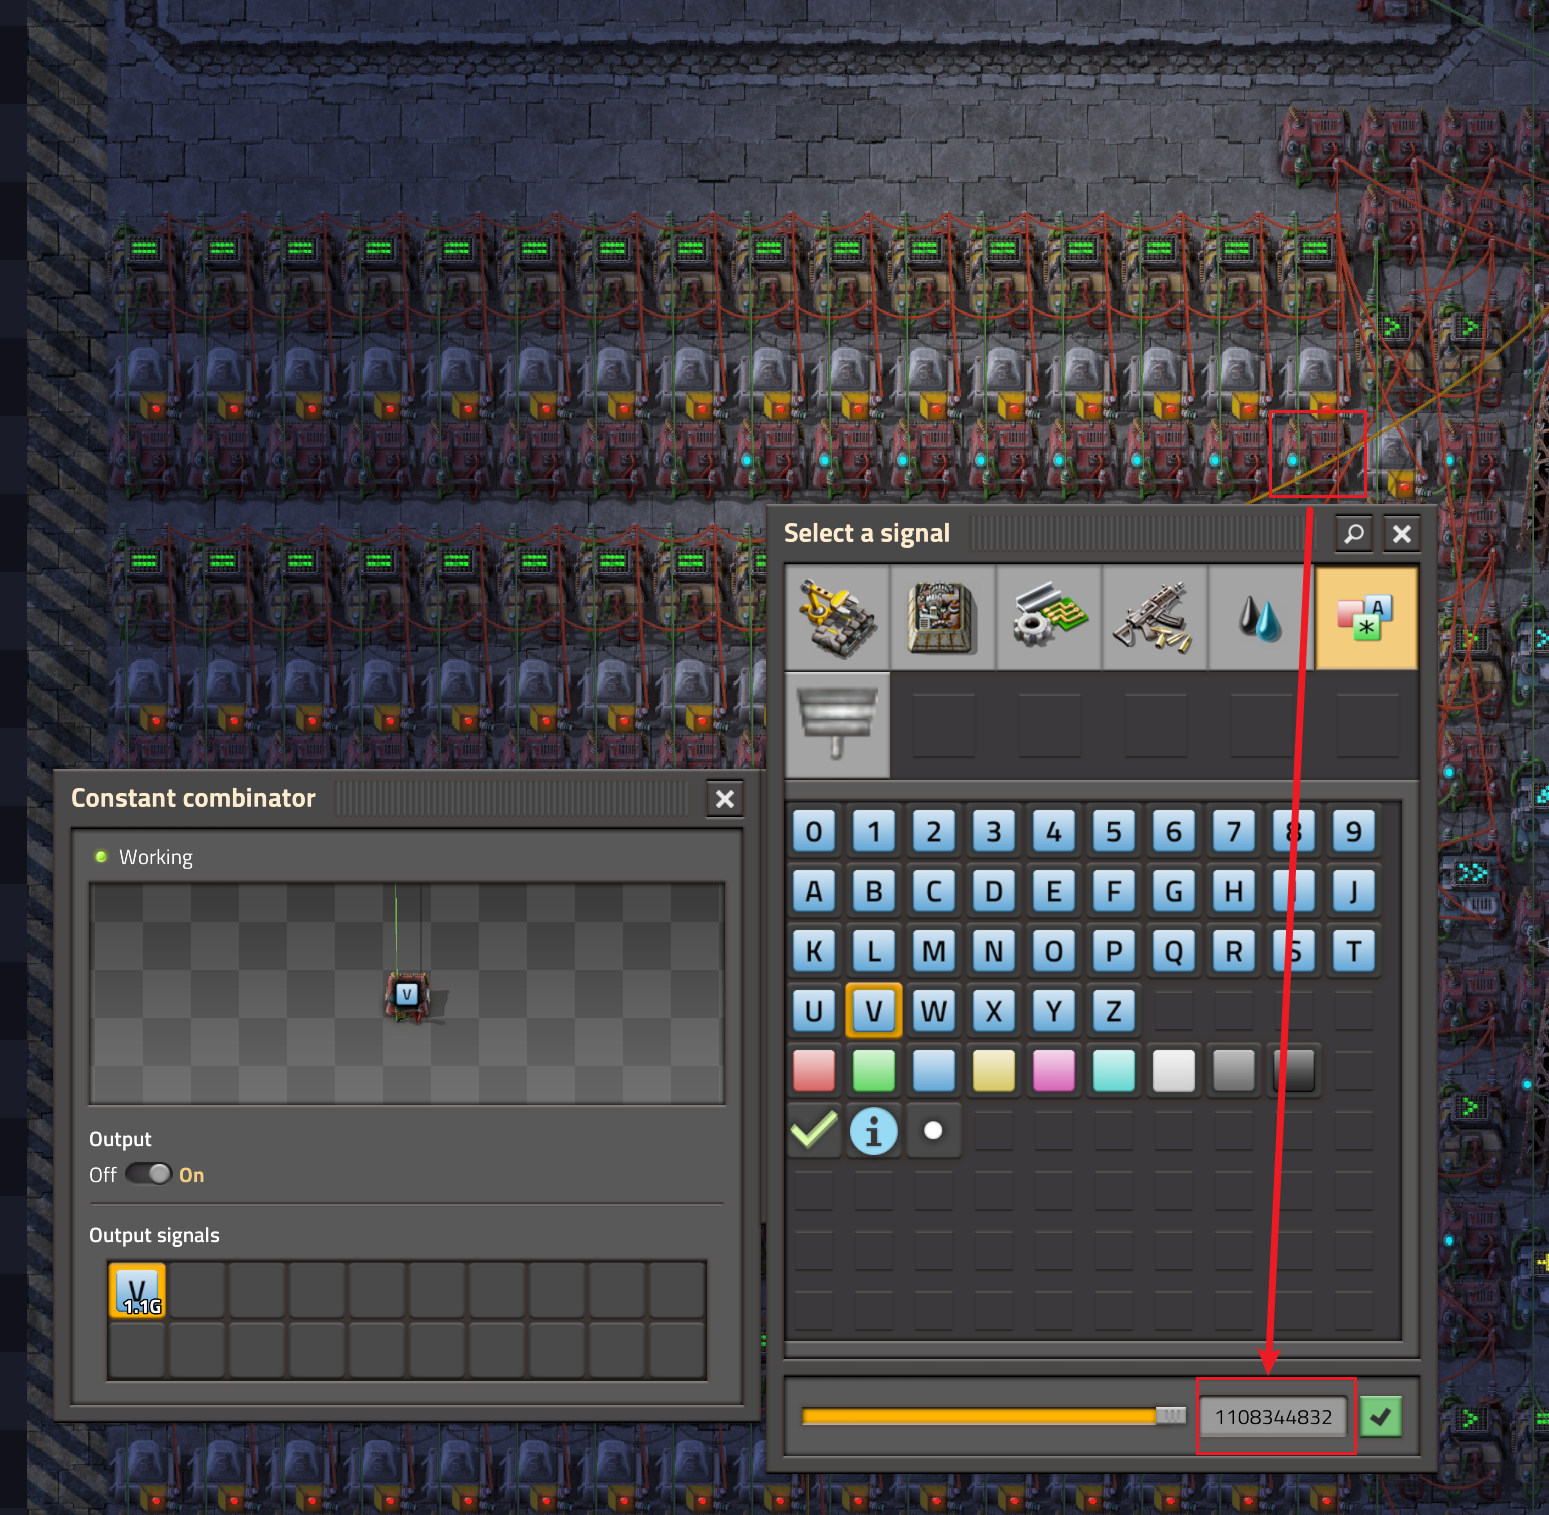 Select a signal
A
*
0 1 2 3 4 5 6 7 8 9
A B C D E F G H I J
K L M N O P Q R S T
U V W X Y Z
i
1108344832
Constant combinator
Working
V
Output
Off On
Output signals
V
1.1G